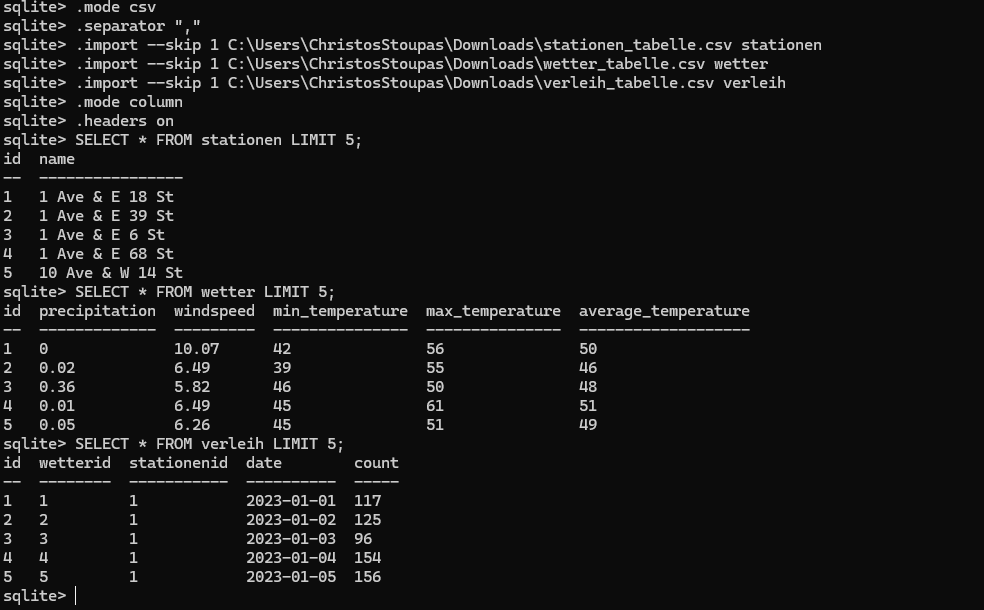 sqlite> .mode csv
sqlite> .separator ","
sqlite> .import --skip 1 C:\Users\ChristosStoupas\Downloads\stationen_tabelle.csv stationen
sqlite> .import --skip 1 C:\Users\ChristosStoupas\Downloads\wetter_tabelle.csv wetter
sqlite> .import --skip 1 C:\Users\ChristosStoupas\Downloads\verleih_tabelle.csv verleih
sqlite> .mode column
sqlite> .headers on
sqlite> SELECT * FROM stationen LIMIT 5;
id  name
--  ----------------
1   1 Ave & E 18 St
2   1 Ave & E 39 St
3   1 Ave & E 6 St
4   1 Ave & E 68 St
5   10 Ave & W 14 St
sqlite> SELECT * FROM wetter LIMIT 5;
id  precipitation  windspeed  min_temperature  max_temperature  average_temperature
--  -------------  ---------  ---------------  ---------------  -------------------
1   0              10.07      42               56               50
2   0.02           6.49       39               55               46
3   0.36           5.82       46               50               48
4   0.01           6.49       45               61               51
5   0.05           6.26       45               51               49
sqlite> SELECT * FROM verleih LIMIT 5;
id  wetterid  stationenid  date        count
--  --------  -----------  ----------  -----
1   1         1            2023-01-01  117
2   2         1            2023-01-02  125
3   3         1            2023-01-03  96
4   4         1            2023-01-04  154
5   5         1            2023-01-05  156
sqlite>